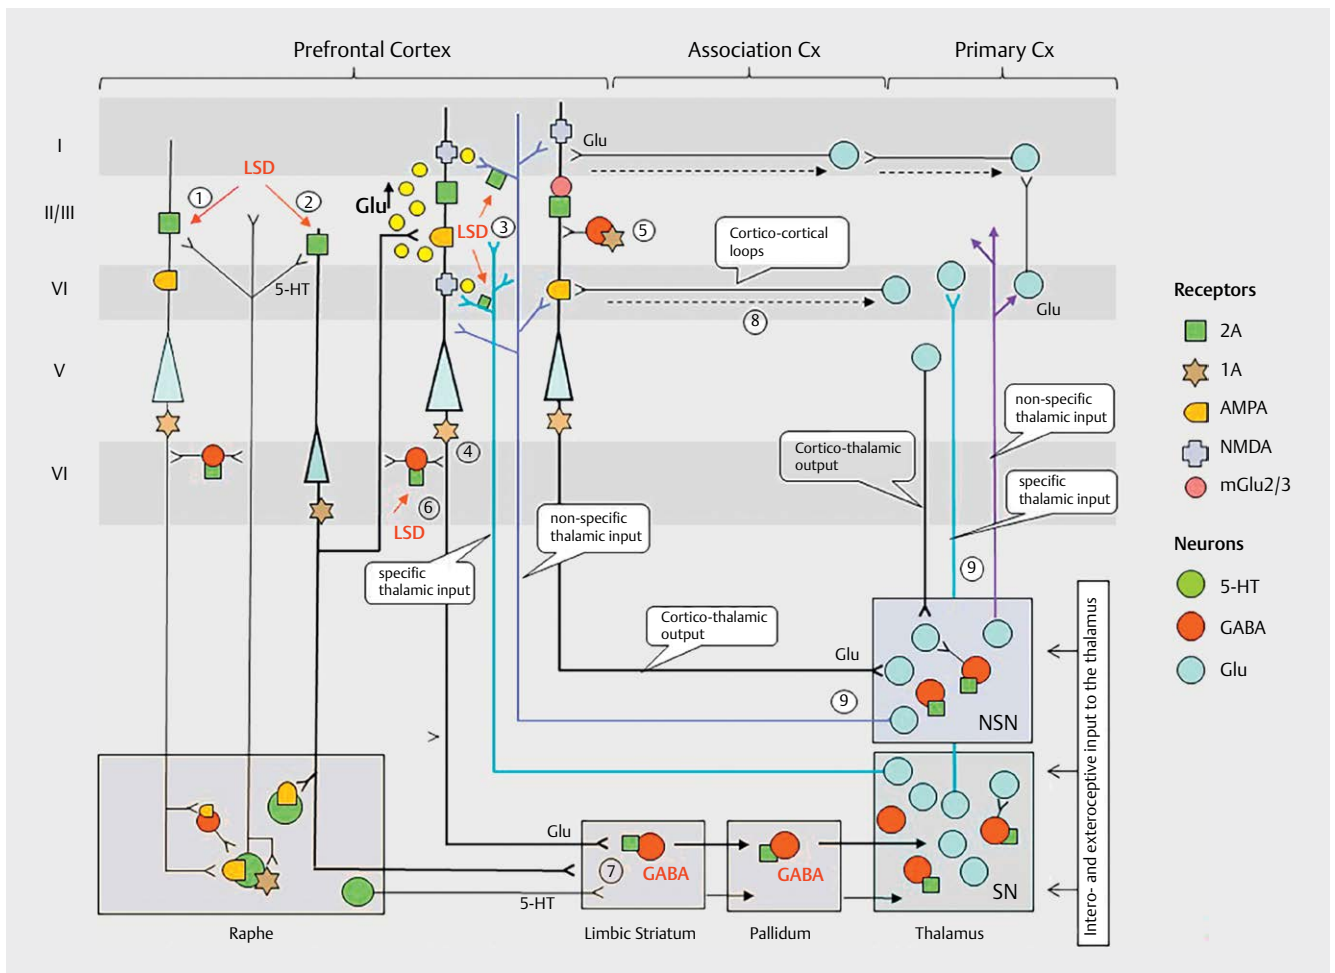 Prefrontal Cortex
Association Cx
Primary Cx
I
II/III
VI
V
VI
LSD
1
2
Glu
LSD
3
Glu
5
5-HT
Cortico-cortical
loops
8
Glu
4
6
LSD
non-specific
thalamic input
specific
thalamic input
Cortico-thalamic
output
non-specific
thalamic input
specific
thalamic input
9
Cortico-thalamic
output
Glu
9
NSN
Intero- and exteroceptive input to the thalamus
Glu
7
GABA
GABA
SN
5-HT
Raphe
Limbic Striatum
Pallidum
Thalamus
Receptors
2A
1A
AMPA
NMDA
mGlu2/3
Neurons
5-HT
GABA
Glu